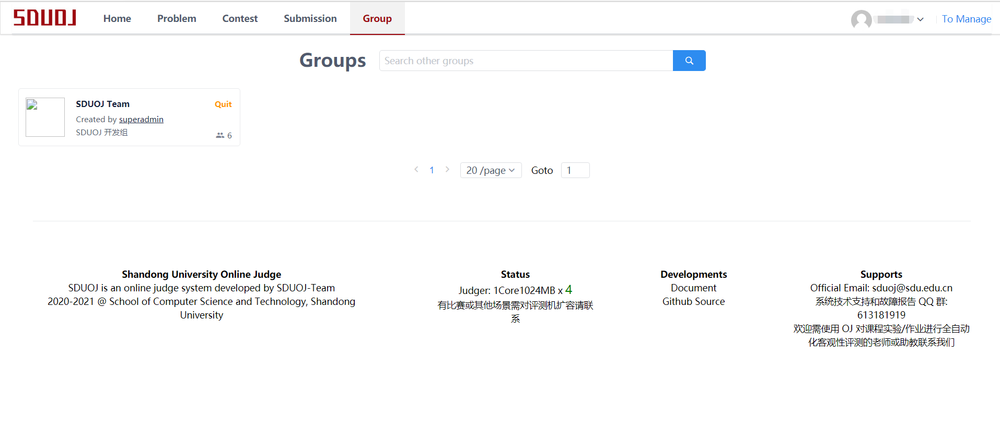 SDUOJ Home Problem Contest Submission Group To Manage
Groups Search other groups
SDUOJ Team Quit
Created by superadmin
SDUOJ 开发组
6
1 20 /page Goto 1
Shandong University Online Judge
SDUOJ is an online judge system developed by SDUOJ-Team
2020-2021 @ School of Computer Science and Technology, Shandong
University
Status
Judger: 1Core1024MB x 4
有比赛或其他场景需对评测机扩容请联
系
Developments
Document
Github Source
Supports
Official Email: sduoj@sdu.edu.cn
系统技术支持和故障报告 QQ 群:
613181919
欢迎需使用 OJ 对课程实验/作业进行全自动
化客观性评测的老师或助教联系我们